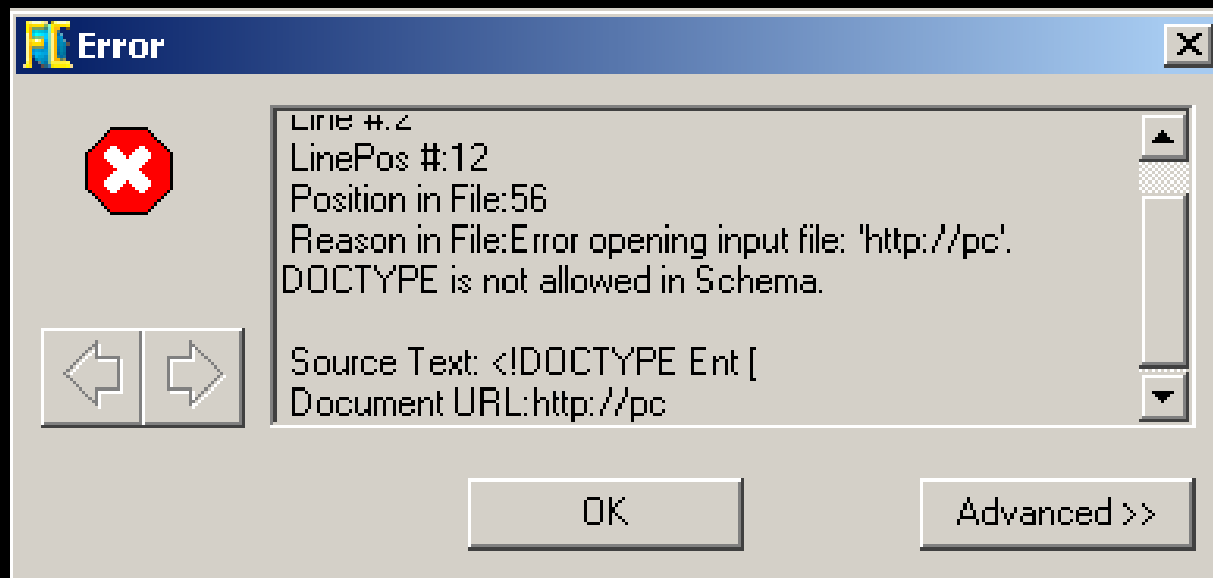 FC Error
Line #:2
LinePos #:12
Position in File:56
Reason in File:Error opening input file: 'http://pc'.
DOCTYPE is not allowed in Schema.
Source Text: <!DOCTYPE Ent [
Document URL:http://pc
OK
Advanced >>